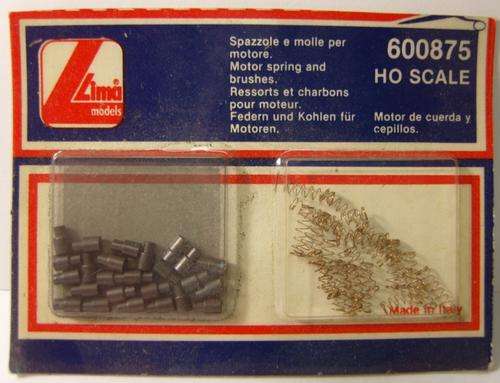 Lima
models
Spazzole e molle per
motore.
Motor spring and
brushes.
Ressorts et charbons
pour moteur.
Federn und Kohlen für
Motoren.
600875
HO SCALE
Motor de cuerda y
cepillos.
Made in Italy